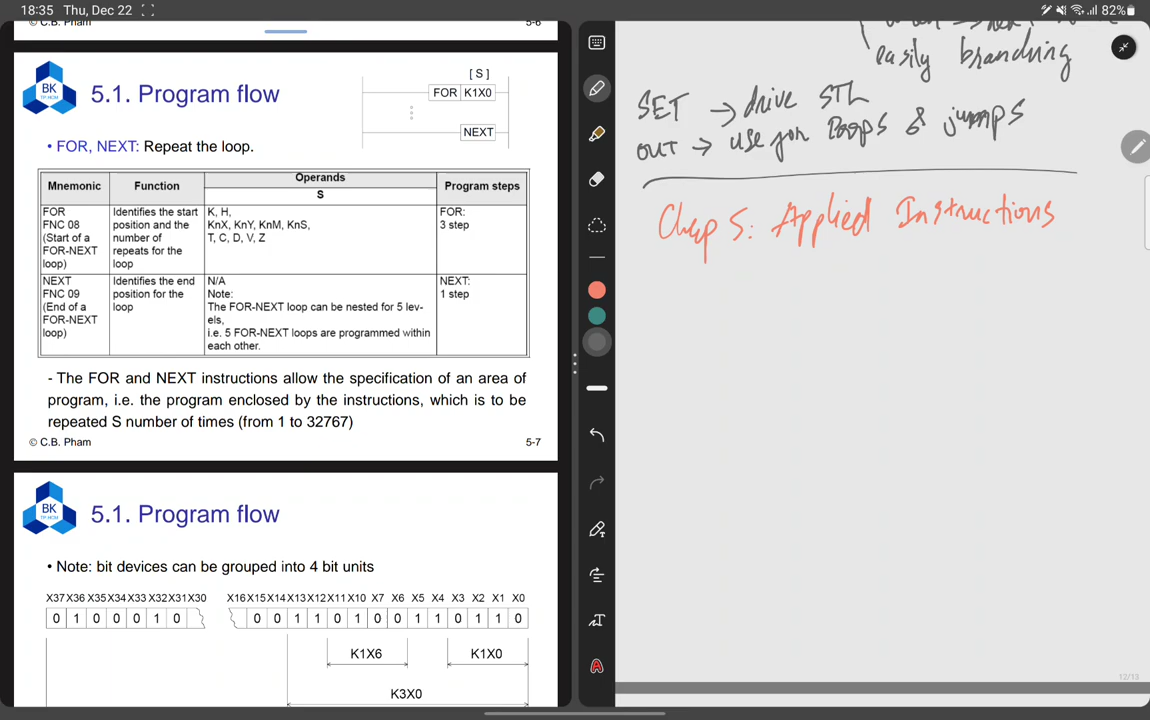 18:35 Thu, Dec 22
82%
© C.B. Pham
5-6
BK
TP.HCM
5.1. Program flow
[ S ]
FOR K1X0
NEXT
• FOR, NEXT: Repeat the loop.
Mnemonic
Function
Operands
S
Program steps
FOR
FNC 08
(Start of a
FOR-NEXT
loop)
Identifies the start
position and the
number of
repeats for the
loop
K, H,
KnX, KnY, KnM, KnS,
T, C, D, V, Z
FOR:
3 step
NEXT
FNC 09
(End of a
FOR-NEXT
loop)
Identifies the end
position for the
loop
N/A
Note:
The FOR-NEXT loop can be nested for 5 lev-
els,
i.e. 5 FOR-NEXT loops are programmed within
each other.
NEXT:
1 step
- The FOR and NEXT instructions allow the specification of an area of
program, i.e. the program enclosed by the instructions, which is to be
repeated S number of times (from 1 to 32767)
© C.B. Pham
5-7
BK
TP.HCM
5.1. Program flow
• Note: bit devices can be grouped into 4 bit units
X37 X36 X35 X34 X33 X32 X31 X30 X16 X15 X14 X13 X12 X11 X10 X7 X6 X5 X4 X3 X2 X1 X0
0 1 0 0 0 1 0 0 0 1 1 0 1 0 0 1 1 0 1 1 0
K1X6
K1X0
K3X0
easily branching
SET → drive STL
OUT → use for loops & jumps
Chap 5: Applied Instructions
12/13